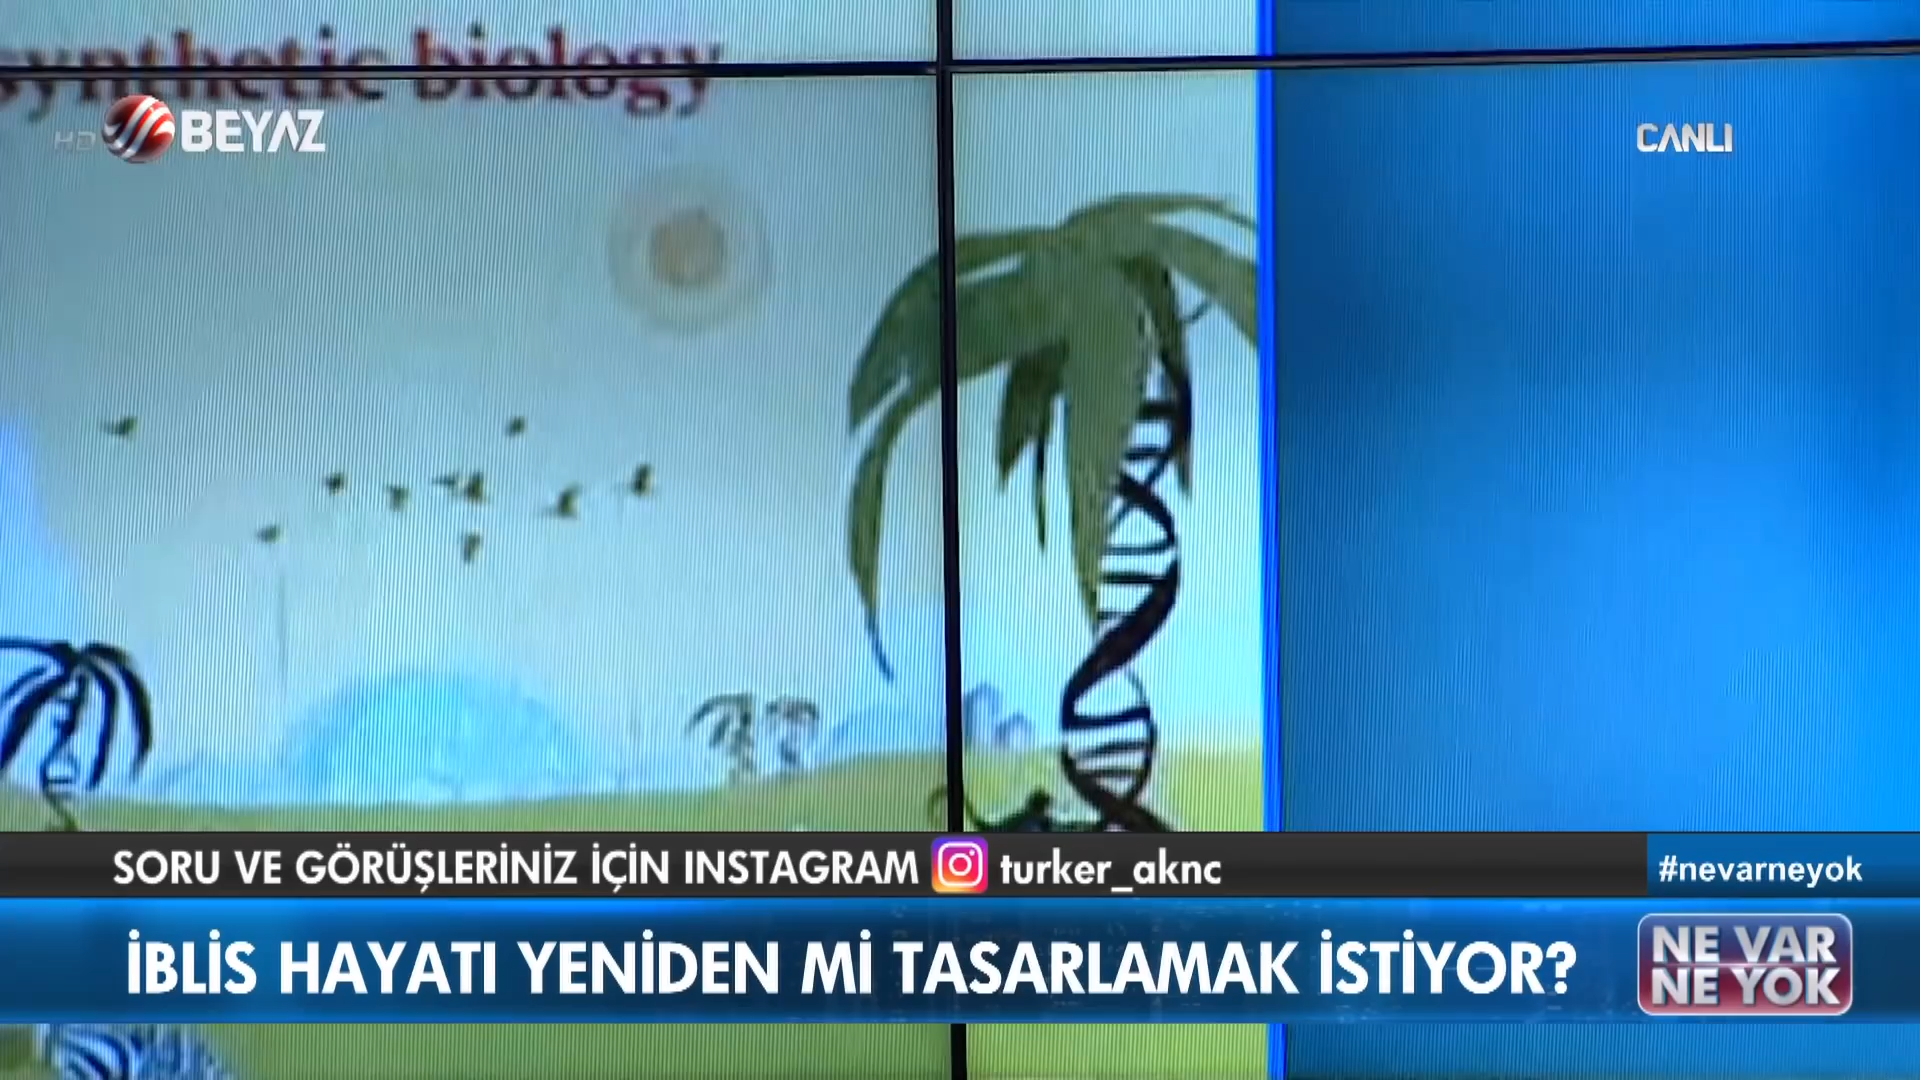 synthetic biology
HD BEYAZ
CANLI
SORU VE GÖRÜŞLERİNİZ İÇİN INSTAGRAM turker_aknc
#nevarneyok
İBLİS HAYATI YENİDEN Mİ TASARLAMAK İSTİYOR?
NE VAR
NE YOK